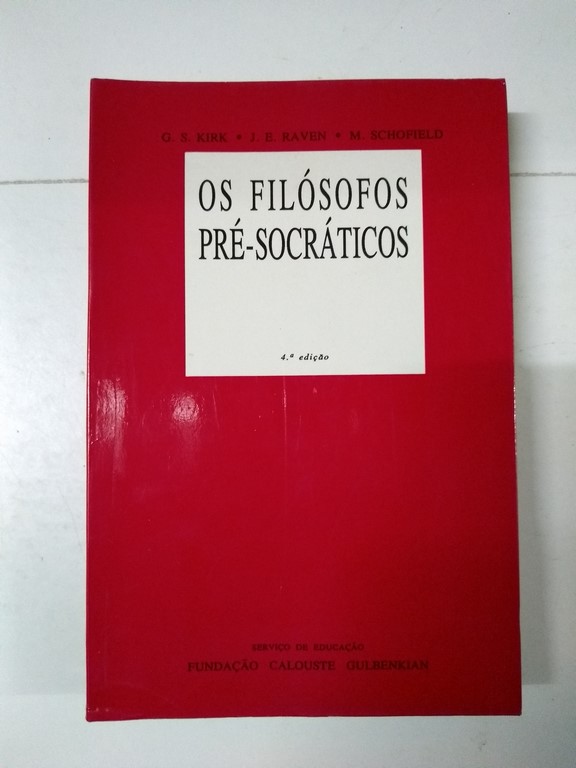 G. S. KIRK • J. E. RAVEN • M. SCHOFIELD
OS FILÓSOFOS
PRÉ-SOCRÁTICOS
4.ª edição
SERVIÇO DE EDUCAÇÃO
FUNDAÇÃO CALOUSTE GULBENKIAN